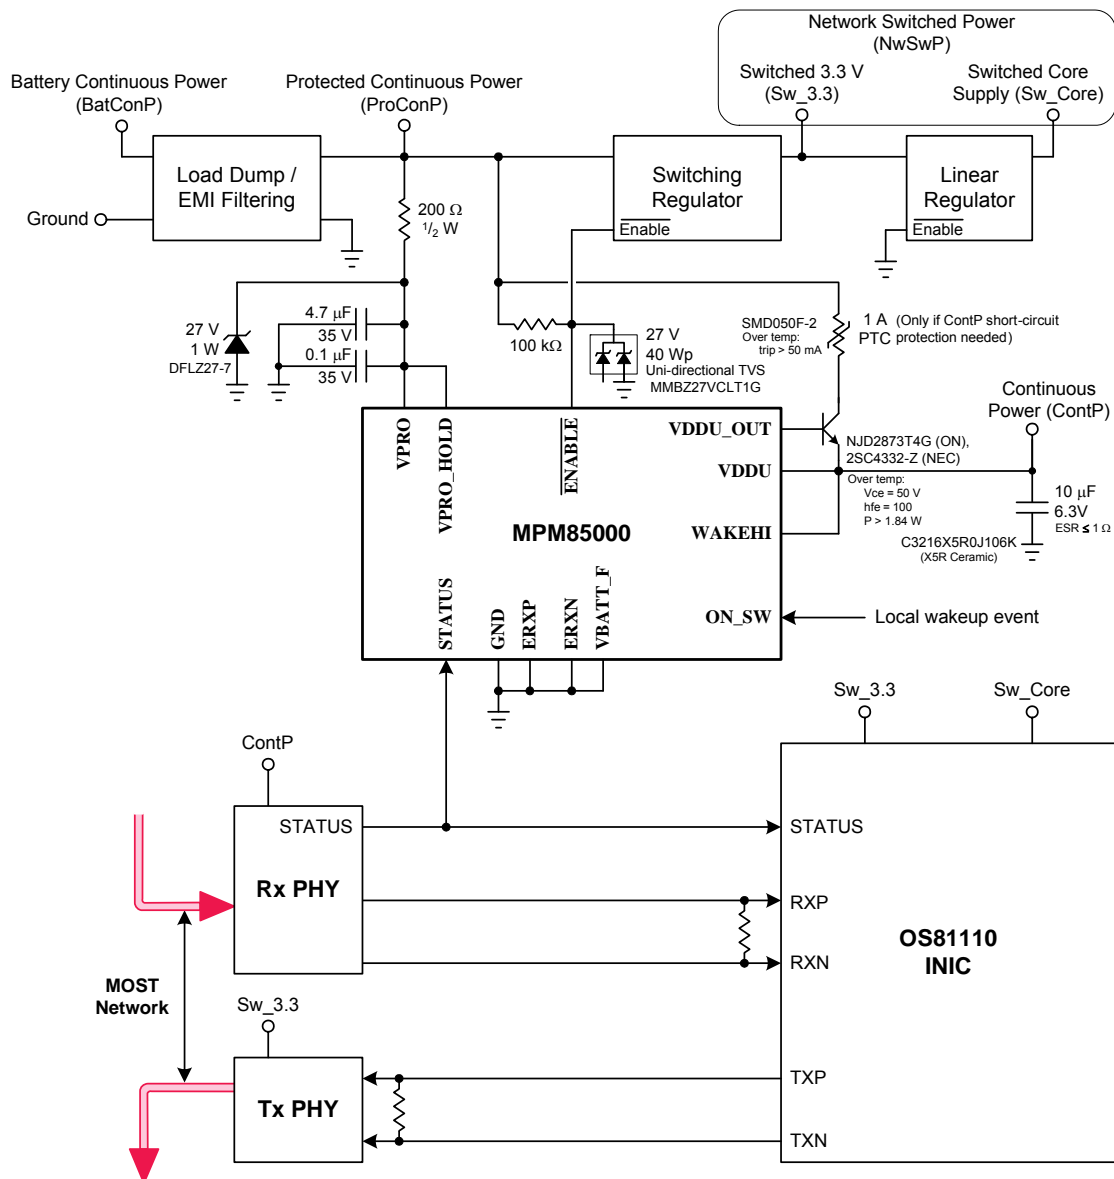 Network Switched Power
(NwSwP)
Battery Continuous Power
(BatConP)
Protected Continuous Power
(ProConP)
Switched 3.3 V
(Sw_3.3)
Switched Core
Supply (Sw_Core)
Load Dump /
EMI Filtering
Switching
Regulator
Enable
Linear
Regulator
Enable
Ground
200 Ω
1/2 W
27 V
1 W
DFLZ27-7
4.7 μF
35 V
0.1 μF
35 V
100 kΩ
27 V
40 Wp
Uni-directional TVS
MMBZ27VCLT1G
SMD050F-2
Over temp:
trip > 50 mA
1 A (Only if ContP short-circuit
PTC protection needed)
Continuous
Power (ContP)
VPRO
VPRO_HOLD
ENABLE
VDDU_OUT
VDDU
WAKEHI
ON_SW
MPM85000
STATUS
GND
ERXP
ERXN
VBATT_F
NJD2873T4G (ON),
2SC4332-Z (NEC)
Over temp:
Vce = 50 V
hfe = 100
P > 1.84 W
10 μF
6.3V
ESR ≤ 1 Ω
C3216X5R0J106K
(X5R Ceramic)
Local wakeup event
Sw_3.3
Sw_Core
ContP
STATUS
Rx PHY
STATUS
RXP
RXN
OS81110
INIC
MOST
Network
Sw_3.3
Tx PHY
TXP
TXN